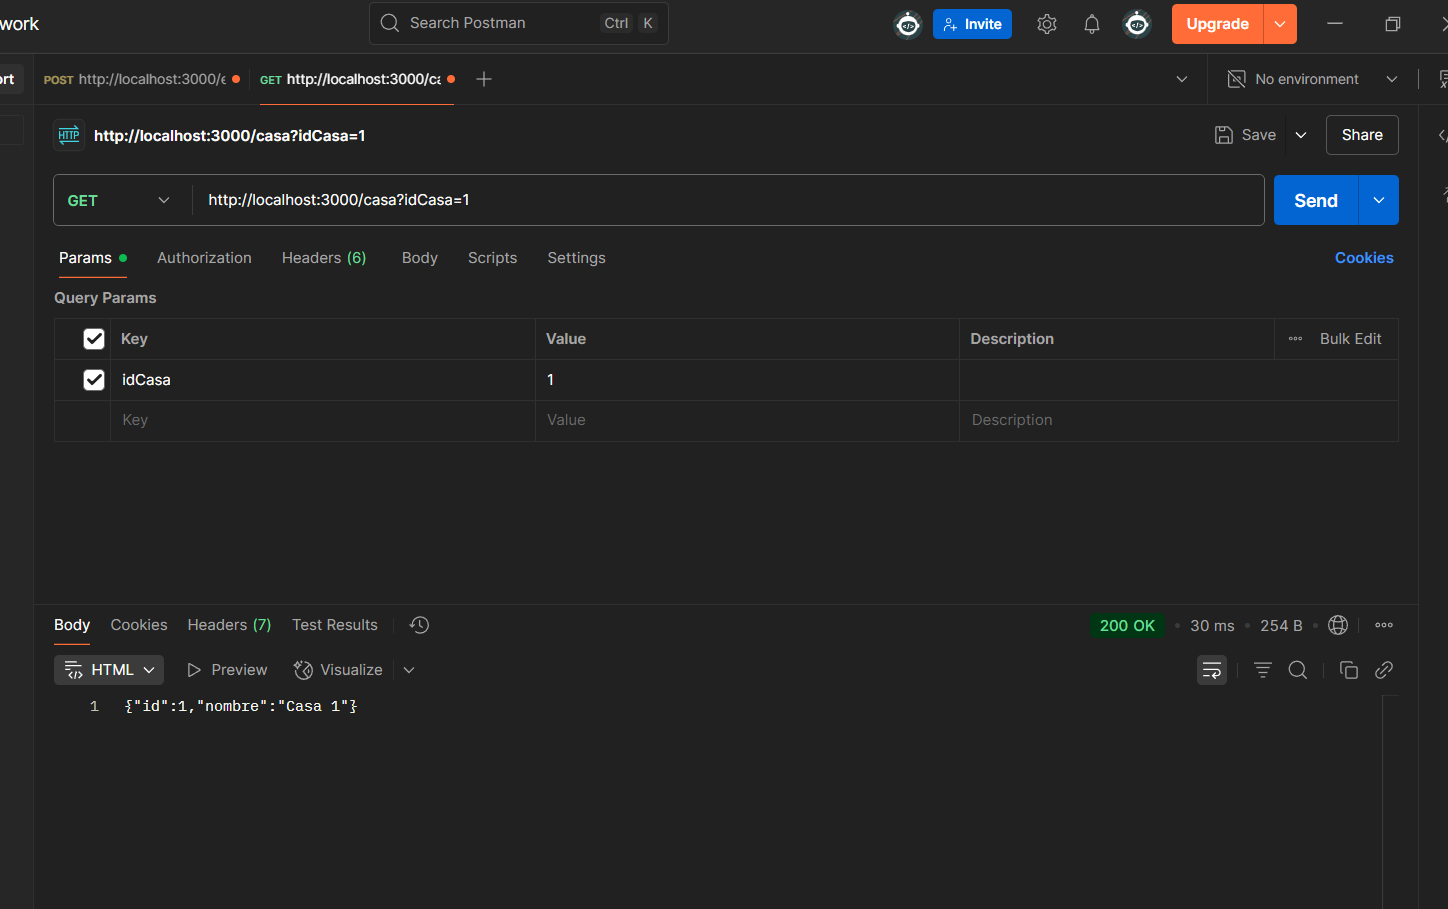 work
Search Postman Ctrl K
Invite
Upgrade
ort
POST http://localhost:3000/e
GET http://localhost:3000/ca
No environment
HTTP http://localhost:3000/casa?idCasa=1
Save
Share
GET http://localhost:3000/casa?idCasa=1
Send
Params Authorization Headers (6) Body Scripts Settings Cookies
Query Params
Key Value Description Bulk Edit
idCasa 1
Key Value Description
Body Cookies Headers (7) Test Results 200 OK 30 ms 254 B
HTML Preview Visualize
1 {"id":1,"nombre":"Casa 1"}